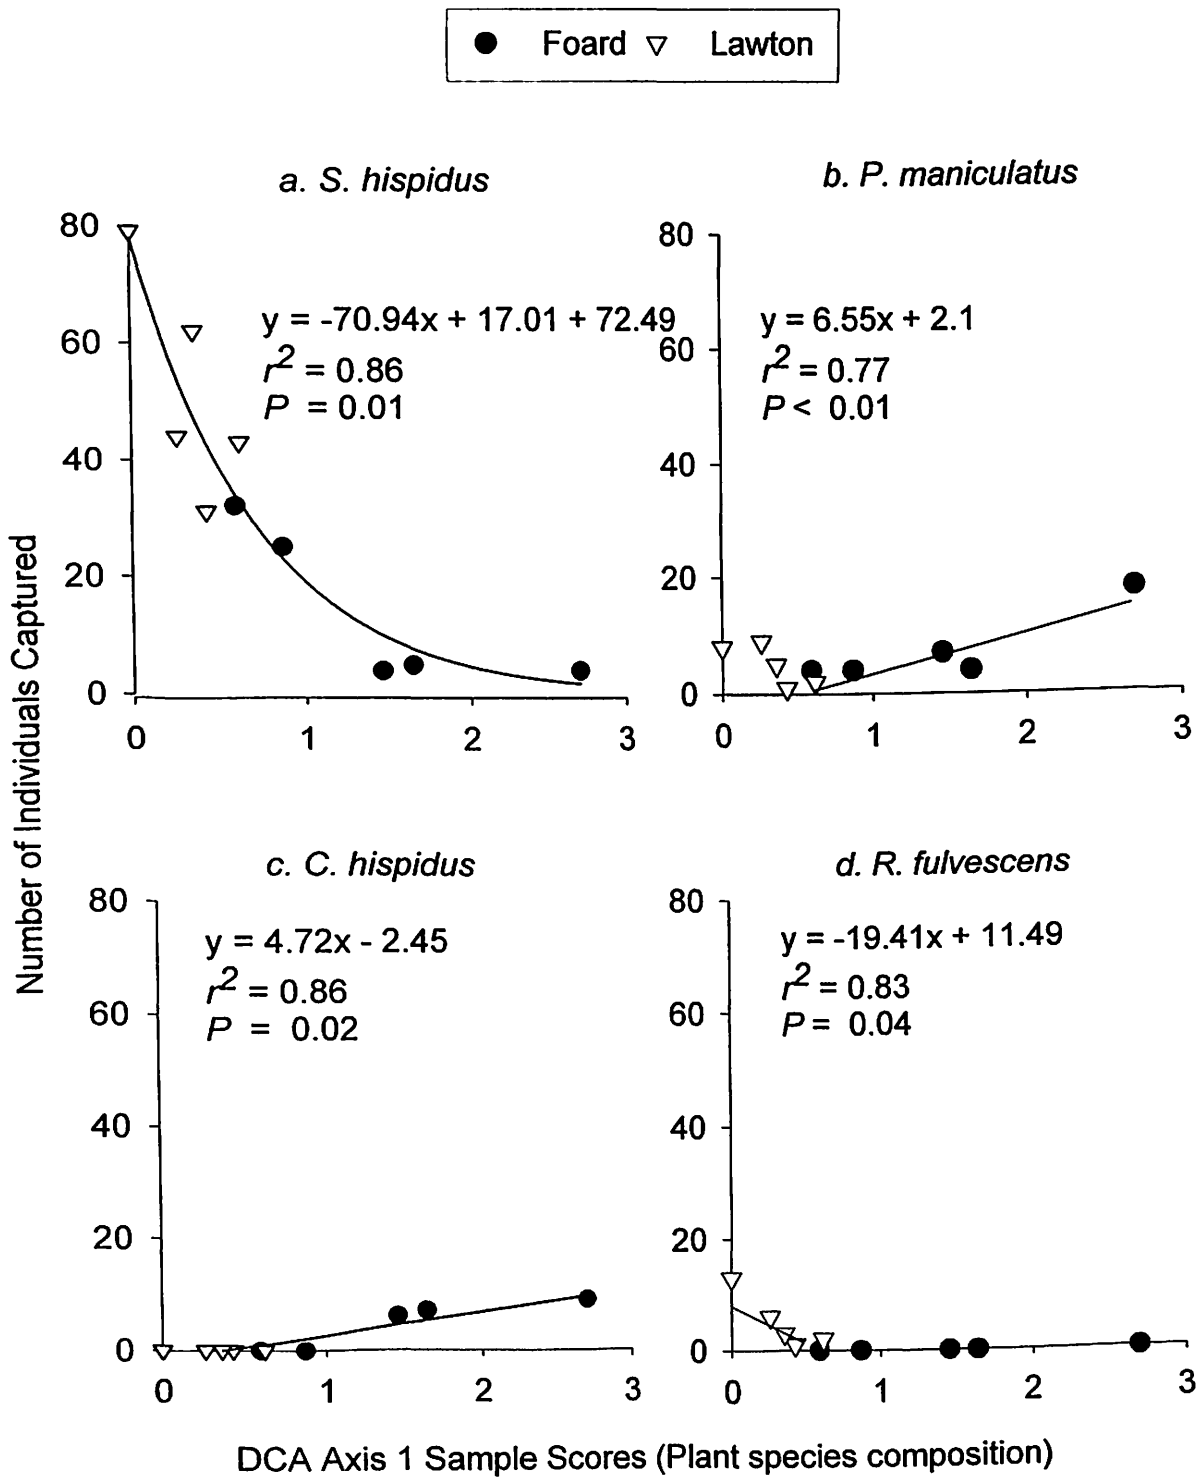 Foard Lawton
a. S. hispidus
80
60
40
20
0
0 1 2 3
y = -70.94x + 17.01 + 72.49
r2 = 0.86
P = 0.01
b. P. maniculatus
80
60
40
20
0
0 1 2 3
y = 6.55x + 2.1
r2 = 0.77
P < 0.01
Number of Individuals Captured
c. C. hispidus
80
60
40
20
0
0 1 2 3
y = 4.72x - 2.45
r2 = 0.86
P = 0.02
d. R. fulvescens
80
60
40
20
0
0 1 2 3
y = -19.41x + 11.49
r2 = 0.83
P = 0.04
DCA Axis 1 Sample Scores (Plant species composition)